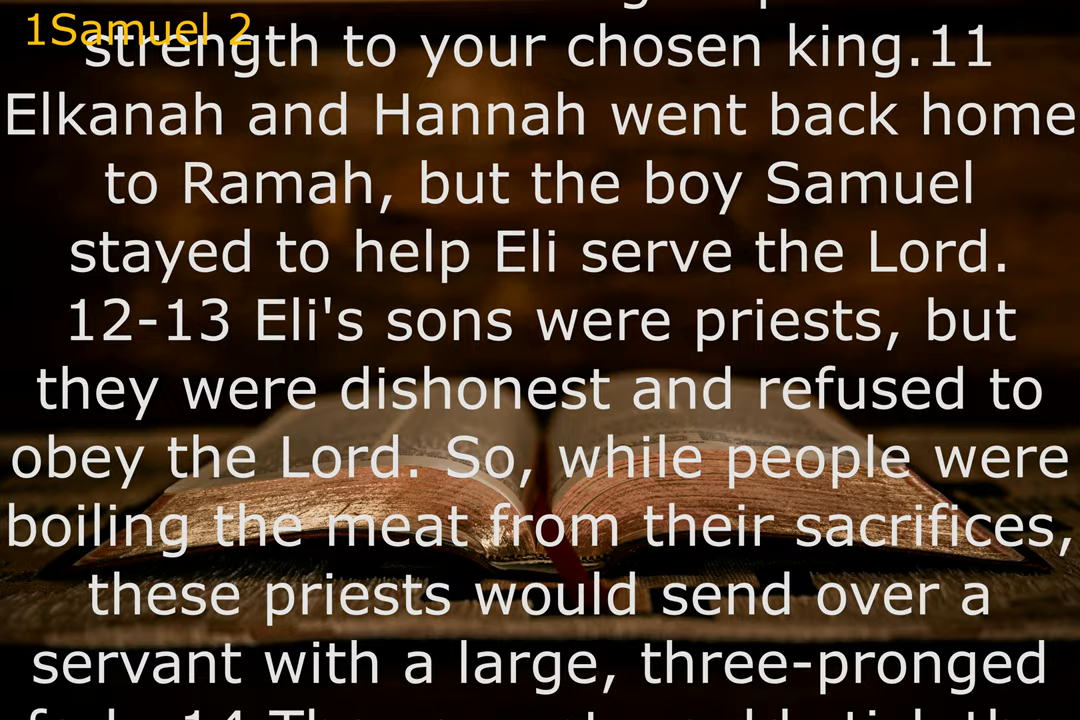 1Samuel 2
strength to your chosen king.11
Elkanah and Hannah went back home
to Ramah, but the boy Samuel
stayed to help Eli serve the Lord.
12-13 Eli's sons were priests, but
they were dishonest and refused to
obey the Lord. So, while people were
boiling the meat from their sacrifices,
these priests would send over a
servant with a large, three-pronged